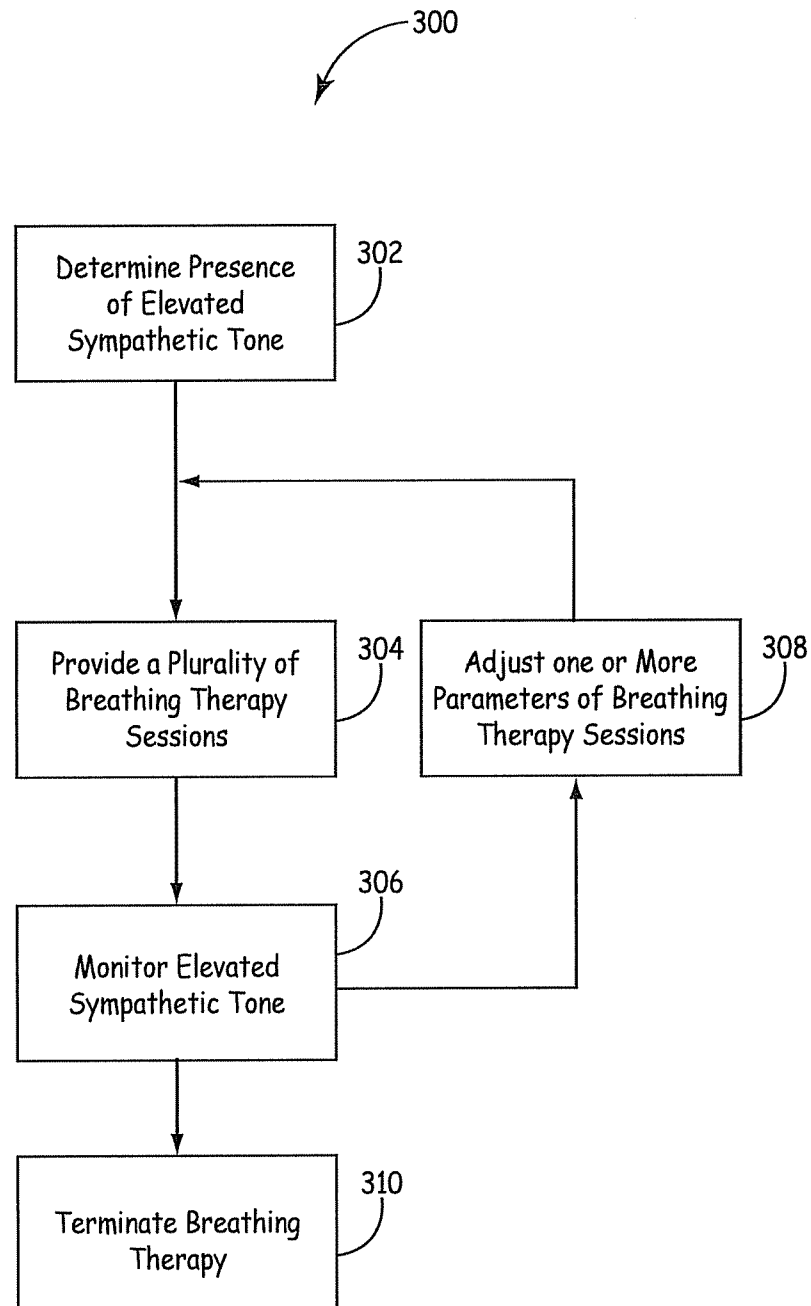 300
Determine Presence
of Elevated
Sympathetic Tone
302
Provide a Plurality of
Breathing Therapy
Sessions
304
Adjust one or More
Parameters of Breathing
Therapy Sessions
308
Monitor Elevated
Sympathetic Tone
306
Terminate Breathing
Therapy
310